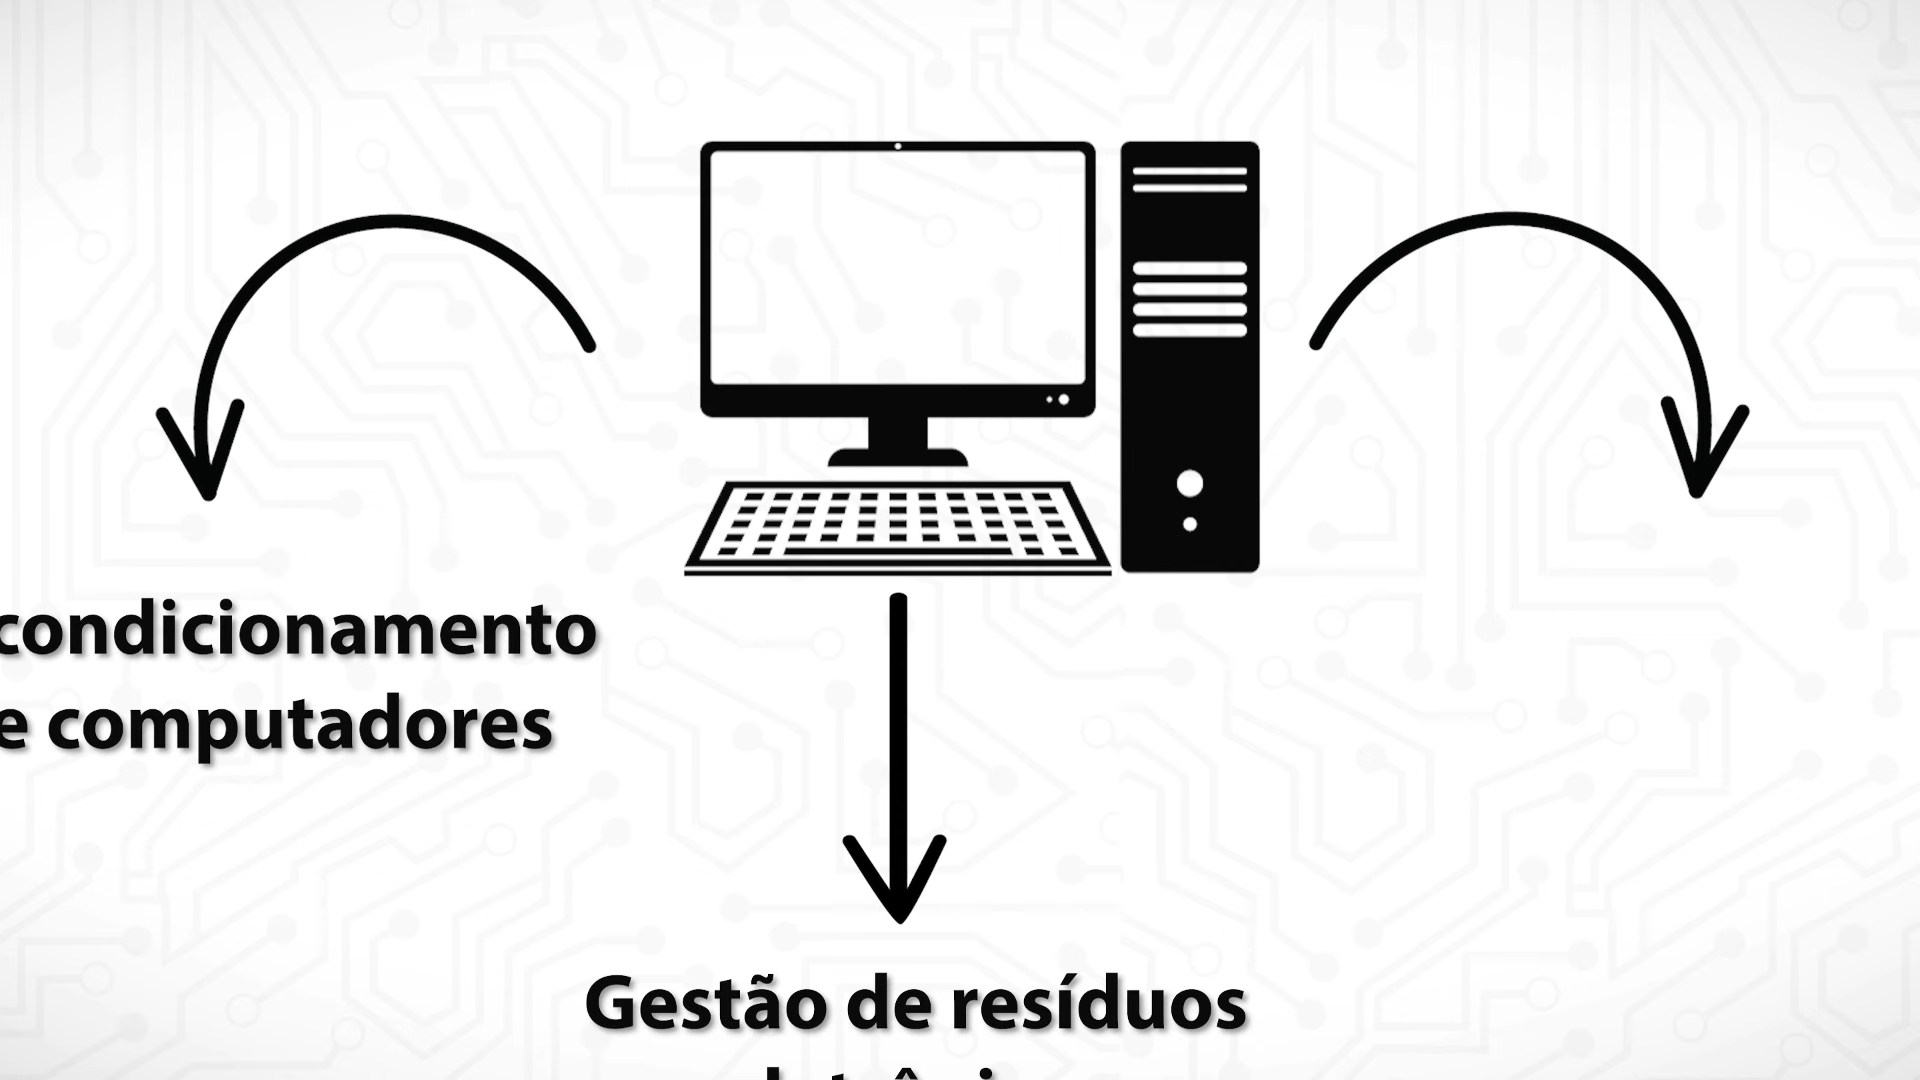 condicionamento
e computadores
Gestão de resíduos